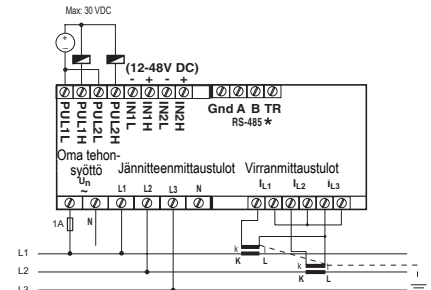 Max: 30 VDC
(12-48V DC)
- + - +
PUL1L PUL1H PUL2L PUL2H IN1L IN1H IN2L IN2H
Gnd A B TR
RS-485 *
Oma tehon-
syöttö
Jännitteenmittaustulot
Virranmittaustulot
Un
~
L1 L2 L3 N
IL1 IL2 IL3
1A N
L1
k
K L
L2
k
K L
L3